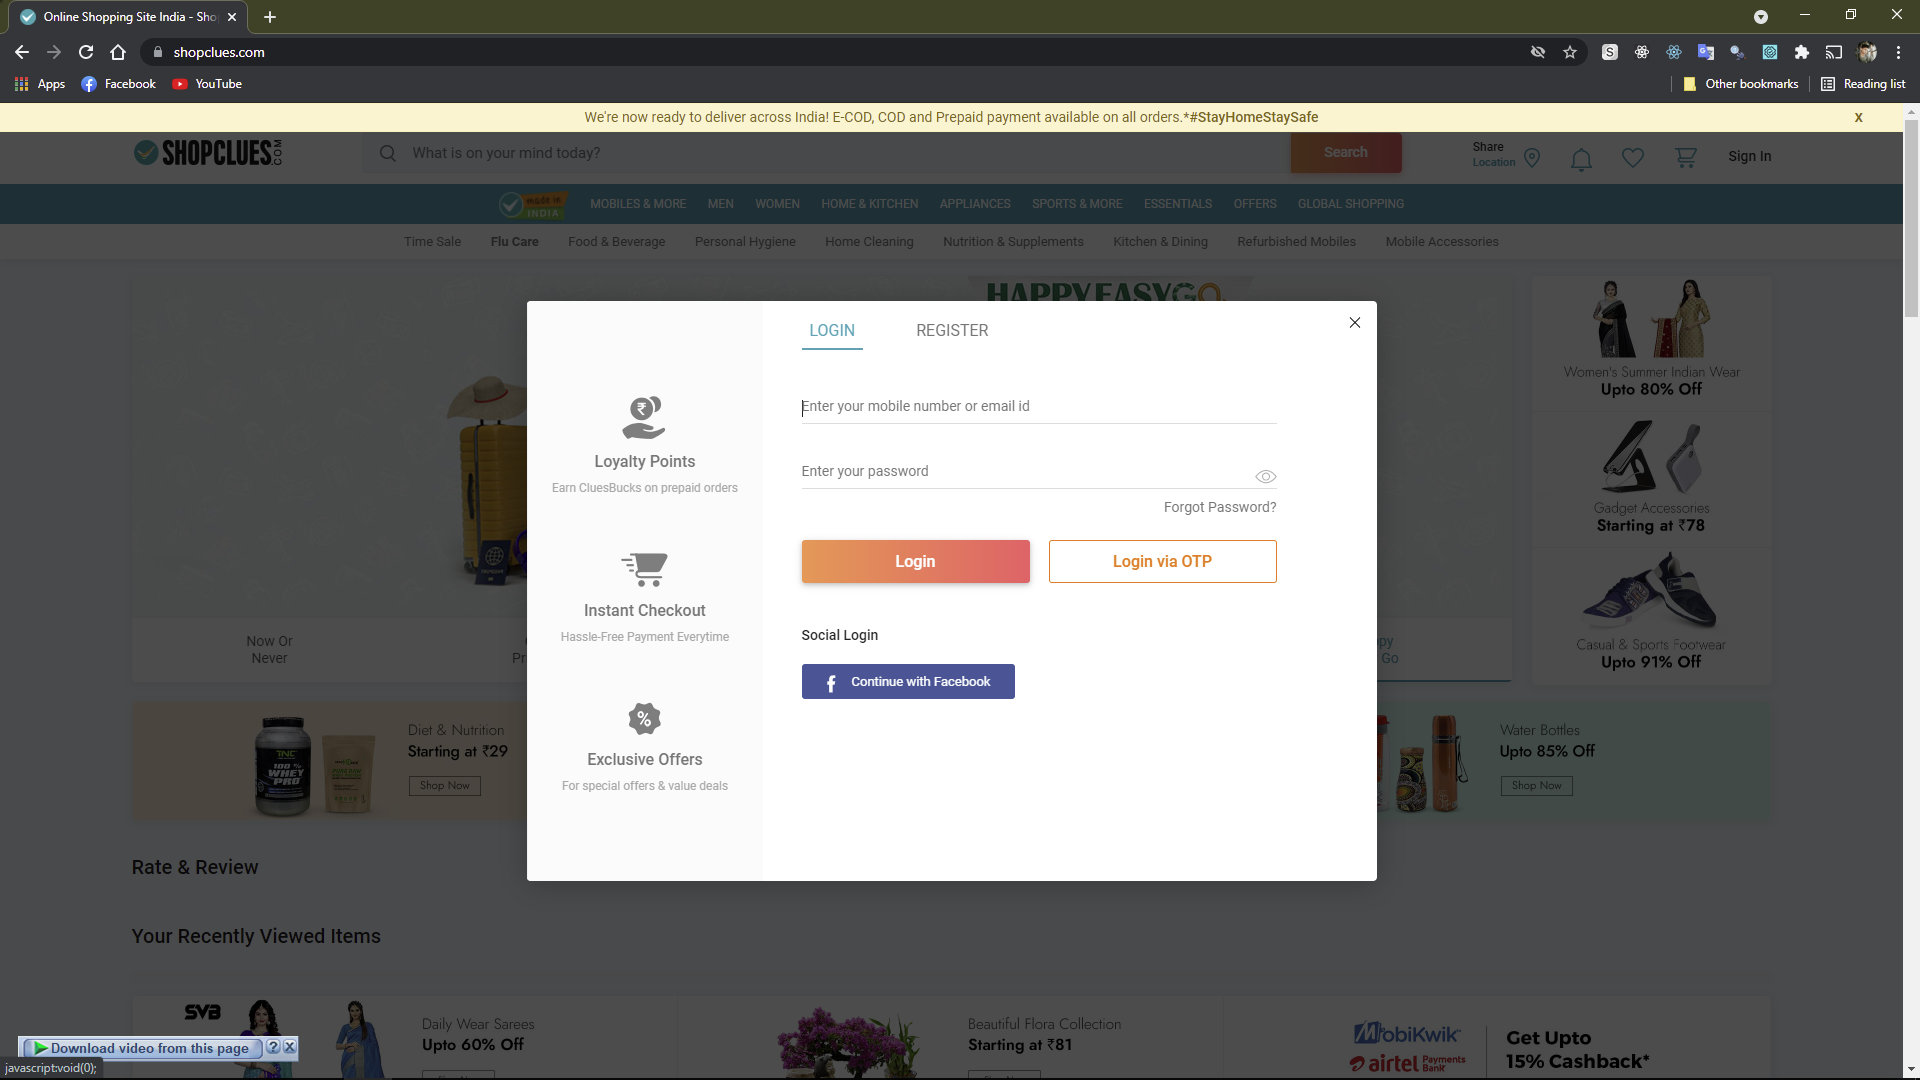 Online Shopping Site India - Sho
shopclues.com
Apps
Facebook
YouTube
Other bookmarks
Reading list
We're now ready to deliver across India! E-COD, COD and Prepaid payment available on all orders.*#StayHomeStaySafe
X
SHOPCLUES.COM
What is on your mind today?
Search
Share
Location
Sign In
made in
INDIA
MOBILES & MORE
MEN
WOMEN
HOME & KITCHEN
APPLIANCES
SPORTS & MORE
ESSENTIALS
OFFERS
GLOBAL SHOPPING
Time Sale
Flu Care
Food & Beverage
Personal Hygiene
Home Cleaning
Nutrition & Supplements
Kitchen & Dining
Refurbished Mobiles
Mobile Accessories
HAPPYEASYGO
LOGIN
REGISTER
Enter your mobile number or email id
Enter your password
Forgot Password?
Login
Login via OTP
Social Login
Continue with Facebook
Loyalty Points
Earn CluesBucks on prepaid orders
Instant Checkout
Hassle-Free Payment Everytime
Exclusive Offers
For special offers & value deals
Women's Summer Indian Wear
Upto 80% Off
Gadget Accessories
Starting at ₹78
Casual & Sports Footwear
Upto 91% Off
Now Or
Never
Pr
ppy
Go
TNC
100 %
WHEY
PRO
Diet & Nutrition
Starting at ₹29
Shop Now
Water Bottles
Upto 85% Off
Shop Now
Rate & Review
Your Recently Viewed Items
SVB
Daily Wear Sarees
Upto 60% Off
Beautiful Flora Collection
Starting at ₹81
MobiKwik
airtel Payments Bank
Get Upto
15% Cashback*
Download video from this page
?
javascript:void(0);